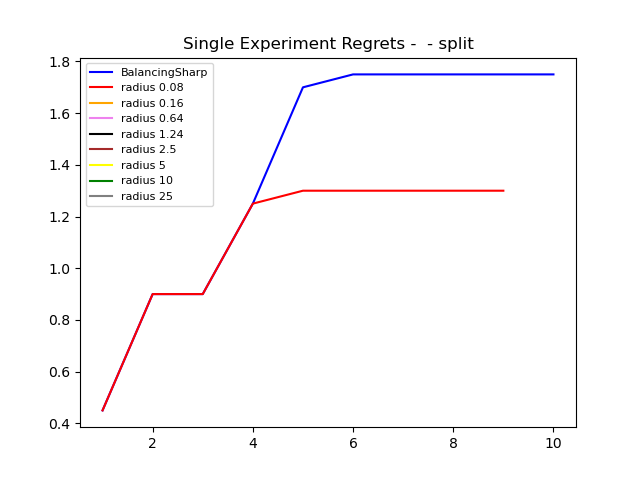 Single Experiment Regrets -  - split
1.8
1.6
1.4
1.2
1.0
0.8
0.6
0.4
BalancingSharp
radius 0.08
radius 0.16
radius 0.64
radius 1.24
radius 2.5
radius 5
radius 10
radius 25
2 4 6 8 10